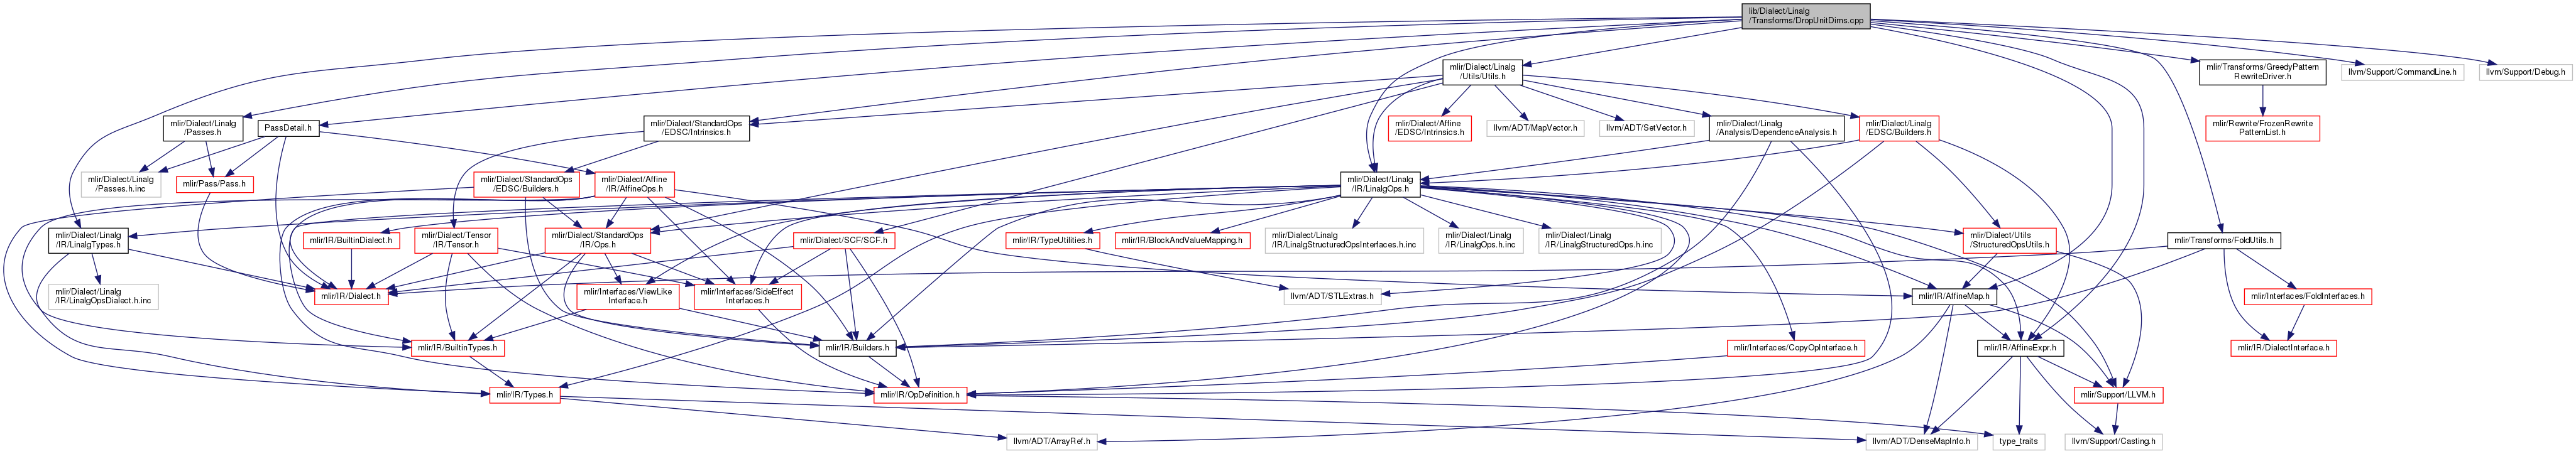 lib/Dialect/Linalg
/Transforms/DropUnitDims.cpp
mlir/Dialect/Linalg
/Utils/Utils.h
mlir/Transforms/GreedyPattern
RewriteDriver.h
llvm/Support/CommandLine.h
llvm/Support/Debug.h
mlir/Dialect/Linalg
/Passes.h
PassDetail.h
mlir/Dialect/StandardOps
/EDSC/Intrinsics.h
mlir/Dialect/Affine
/EDSC/Intrinsics.h
llvm/ADT/MapVector.h
llvm/ADT/SetVector.h
mlir/Dialect/Linalg
/Analysis/DependenceAnalysis.h
mlir/Dialect/Linalg
/EDSC/Builders.h
mlir/Rewrite/FrozenRewrite
PatternList.h
mlir/Dialect/Linalg
/Passes.h.inc
mlir/Pass/Pass.h
mlir/Dialect/StandardOps
/EDSC/Builders.h
mlir/Dialect/Affine
/IR/AffineOps.h
mlir/Dialect/Linalg
/IR/LinalgOps.h
mlir/Dialect/Linalg
/IR/LinalgTypes.h
mlir/IR/BuiltinDialect.h
mlir/Dialect/Tensor
/IR/Tensor.h
mlir/Dialect/StandardOps
/IR/Ops.h
mlir/Dialect/SCF/SCF.h
mlir/IR/TypeUtilities.h
mlir/IR/BlockAndValueMapping.h
mlir/Dialect/Linalg
/IR/LinalgStructuredOpsInterfaces.h.inc
mlir/Dialect/Linalg
/IR/LinalgOps.h.inc
mlir/Dialect/Linalg
/IR/LinalgStructuredOps.h.inc
mlir/Dialect/Utils
/StructuredOpsUtils.h
mlir/Transforms/FoldUtils.h
mlir/Dialect/Linalg
/IR/LinalgOpsDialect.h.inc
mlir/IR/Dialect.h
mlir/Interfaces/ViewLike
Interface.h
mlir/Interfaces/SideEffect
Interfaces.h
llvm/ADT/STLExtras.h
mlir/IR/AffineMap.h
mlir/Interfaces/FoldInterfaces.h
mlir/IR/BuiltinTypes.h
mlir/IR/Builders.h
mlir/Interfaces/CopyOpInterface.h
mlir/IR/AffineExpr.h
mlir/IR/DialectInterface.h
mlir/IR/Types.h
mlir/IR/OpDefinition.h
mlir/Support/LLVM.h
llvm/ADT/ArrayRef.h
llvm/ADT/DenseMapInfo.h
type_traits
llvm/Support/Casting.h